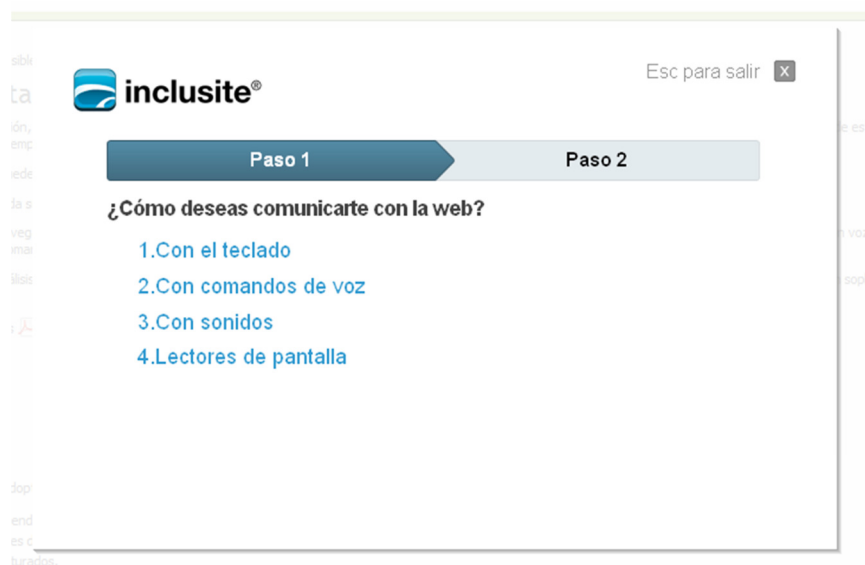 inclusite®
Esc para salir X
Paso 1
Paso 2
¿Cómo deseas comunicarte con la web?
1.Con el teclado
2.Con comandos de voz
3.Con sonidos
4.Lectores de pantalla